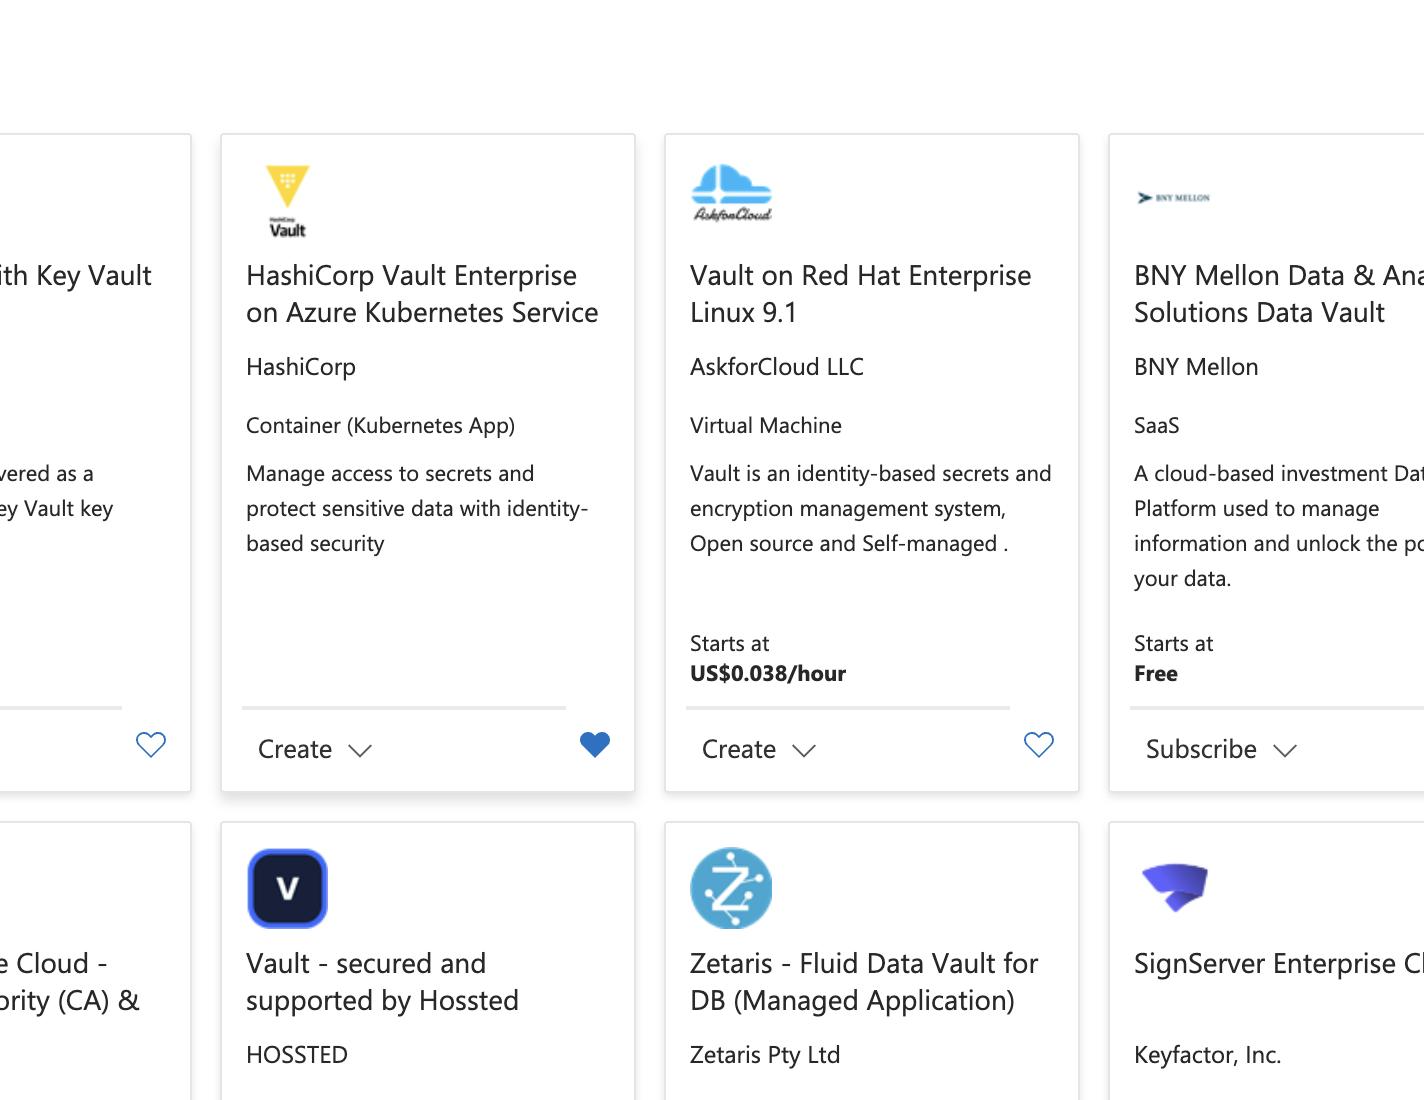 ith Key Vault
vered as a
ey Vault key
HashiCorp
Vault
HashiCorp Vault Enterprise
on Azure Kubernetes Service
HashiCorp
Container (Kubernetes App)
Manage access to secrets and
protect sensitive data with identity-
based security
Create
AskforCloud
Vault on Red Hat Enterprise
Linux 9.1
AskforCloud LLC
Virtual Machine
Vault is an identity-based secrets and
encryption management system,
Open source and Self-managed .
Starts at
US$0.038/hour
Create
BNY MELLON
BNY Mellon Data & Ana
Solutions Data Vault
BNY Mellon
SaaS
A cloud-based investment Dat
Platform used to manage
information and unlock the po
your data.
Starts at
Free
Subscribe
e Cloud -
ority (CA) &
V
Vault - secured and
supported by Hossted
HOSSTED
Z
Zetaris - Fluid Data Vault for
DB (Managed Application)
Zetaris Pty Ltd
SignServer Enterprise Cl
Keyfactor, Inc.